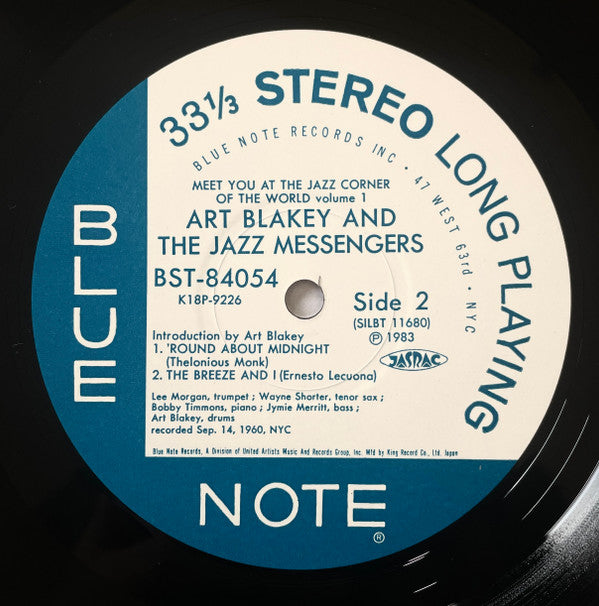 33⅓ STEREO LONG PLAYING
BLUE NOTE RECORDS INC • 47 WEST 63rd • NYC
MEET YOU AT THE JAZZ CORNER
OF THE WORLD volume 1
ART BLAKEY AND
THE JAZZ MESSENGERS
BST-84054
K18P-9226
Side 2
(SILBT 11680)
Ⓟ 1983
JASRAC
Introduction by Art Blakey
1. 'ROUND ABOUT MIDNIGHT
(Thelonious Monk)
2. THE BREEZE AND I (Ernesto Lecuona)
Lee Morgan, trumpet ; Wayne Shorter, tenor sax ;
Bobby Timmons, piano ; Jymie Merritt, bass ;
Art Blakey, drums
recorded Sep. 14, 1960, NYC
Blue Note Records, A Division of United Artists Music And Records Group, Inc. Mfd by King Record Co., Ltd. Japan
BLUE
NOTE
®